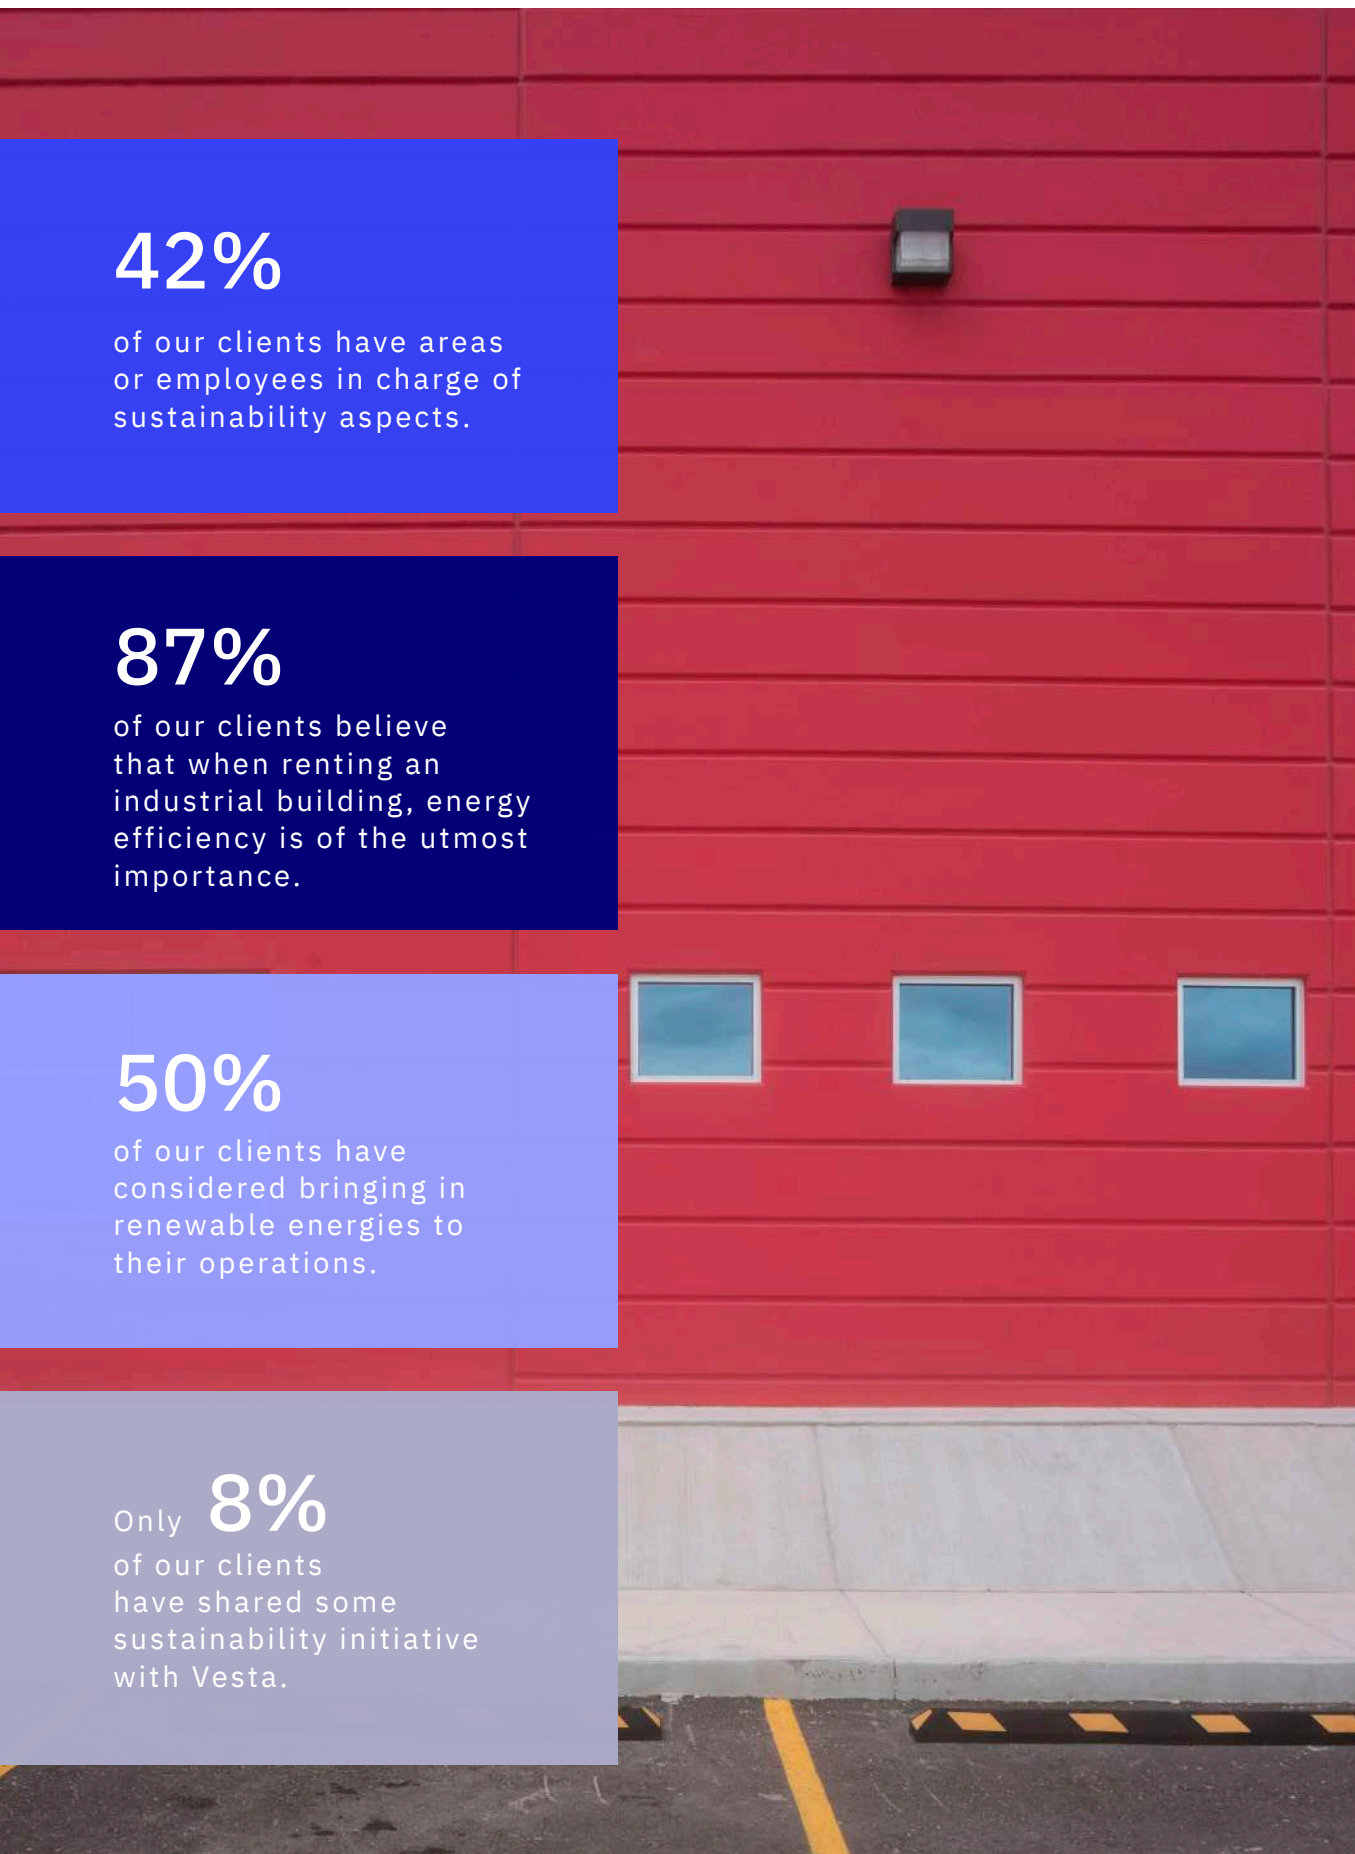 42%
of our clients have areas
or employees in charge of
sustainability aspects.
87%
of our clients believe
that when renting an
industrial building, energy
efficiency is of the utmost
importance.
50%
of our clients have
considered bringing in
renewable energies to
their operations.
Only 8%
of our clients
have shared some
sustainability initiative
with Vesta.